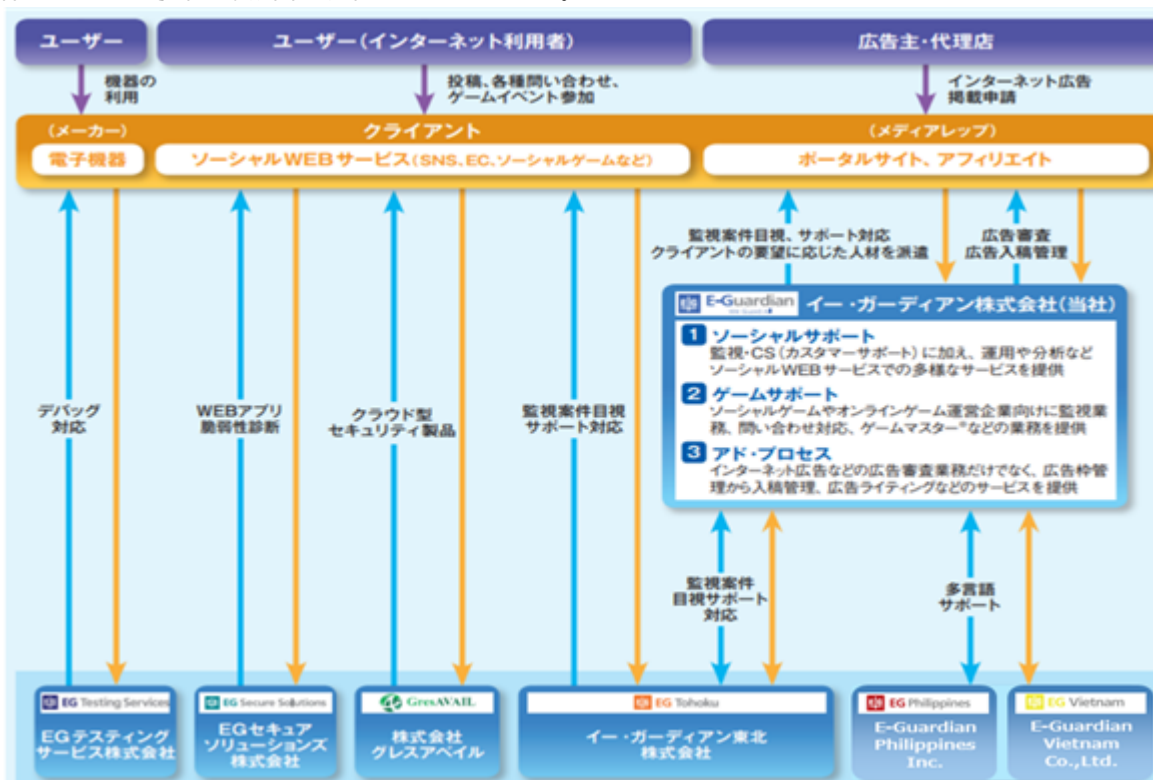 ユーザー
ユーザー(インターネット利用者)
広告主・代理店
機器の
利用
投稿、各種問い合わせ、
ゲームイベント参加
インターネット広告
掲載申請
(メーカー)
クライアント
(メディアレップ)
電子機器
ソーシャルWEBサービス(SNS、EC、ソーシャルゲームなど)
ポータルサイト、アフィリエイト
監視案件目視、サポート対応
クライアントの要望に応じた人材を派遣
広告審査
広告入稿管理
E-Guardian
イー・ガーディアン株式会社(当社)
1 ソーシャルサポート
監視・CS(カスタマーサポート)に加え、運用や分析など
ソーシャルWEBサービスでの多様なサービスを提供
2 ゲームサポート
ソーシャルゲームやオンラインゲーム運営企業向けに監視業
務、問い合わせ対応、ゲームマスター※などの業務を提供
3 アド・プロセス
インターネット広告などの広告審査業務だけでなく、広告枠管
理から入稿管理、広告ライティングなどのサービスを提供
デバッグ
対応
WEBアプリ
脆弱性診断
クラウド型
セキュリティ製品
監視案件目視
サポート対応
監視案件
目視サポート
対応
多言語
サポート
EG Testing Services
EGテスティング
サービス株式会社
EG Secure Solutions
EGセキュア
ソリューションズ
株式会社
GresAVAIL
株式会社
グレスアベイル
EG Tohoku
イー・ガーディアン東北
株式会社
EG Philippines
E-Guardian
Philippines
Inc.
EG Vietnam
E-Guardian
Vietnam
Co.,Ltd.